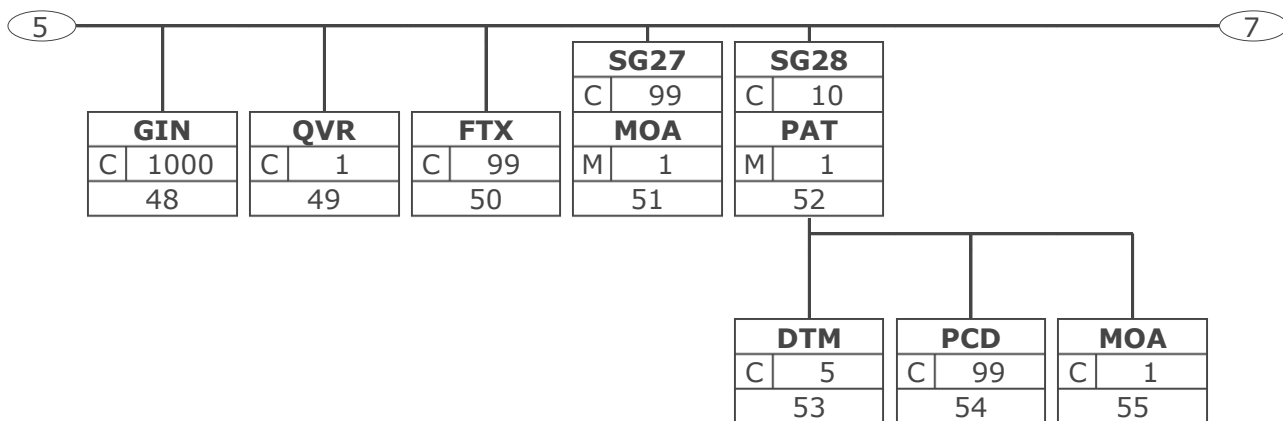 5 7
SG27 SG28
C 99 C 10
GIN QVR FTX MOA PAT
C 1000 C 1 C 99 M 1 M 1
48 49 50 51 52
DTM PCD MOA
C 5 C 99 C 1
53 54 55